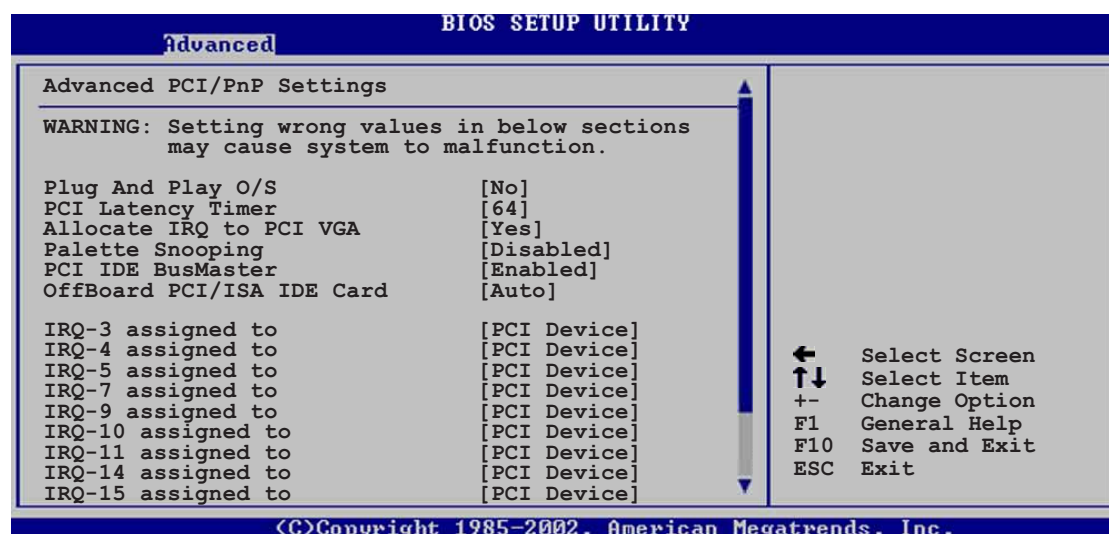 BIOS SETUP UTILITY
Advanced
Advanced PCI/PnP Settings
WARNING: Setting wrong values in below sections
may cause system to malfunction.
Plug And Play O/S [No]
PCI Latency Timer [64]
Allocate IRQ to PCI VGA [Yes]
Palette Snooping [Disabled]
PCI IDE BusMaster [Enabled]
OffBoard PCI/ISA IDE Card [Auto]
IRQ-3 assigned to [PCI Device]
IRQ-4 assigned to [PCI Device]
IRQ-5 assigned to [PCI Device]
IRQ-7 assigned to [PCI Device]
IRQ-9 assigned to [PCI Device]
IRQ-10 assigned to [PCI Device]
IRQ-11 assigned to [PCI Device]
IRQ-14 assigned to [PCI Device]
IRQ-15 assigned to [PCI Device]
← Select Screen
↑↓ Select Item
+- Change Option
F1 General Help
F10 Save and Exit
ESC Exit
(C)Copyright 1985-2002, American Megatrends, Inc.